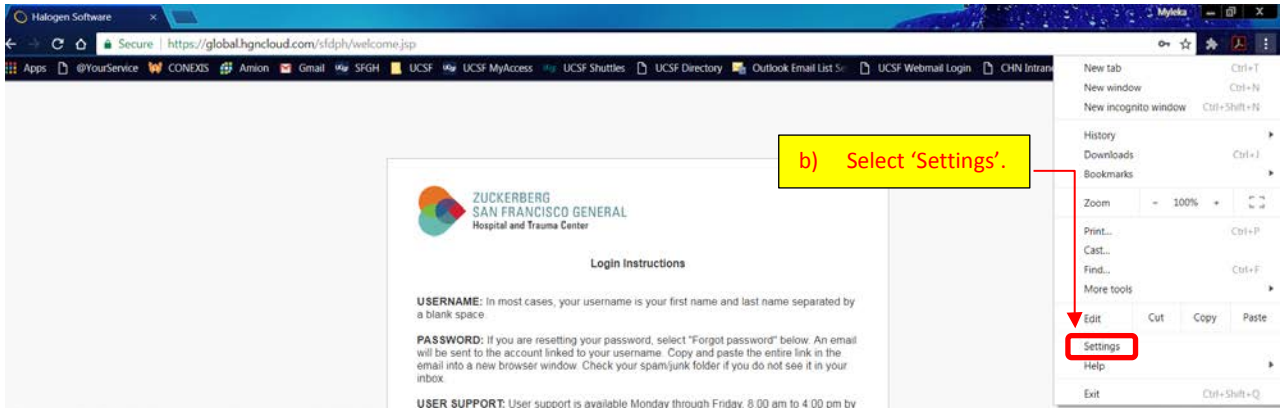 Halogen Software
Myleka
Secure https://global.hgncloud.com/sfdph/welcome.jsp
Apps @YourService CONEXIS Amion Gmail SFGH UCSF UCSF MyAccess UCSF Shuttles UCSF Directory Outlook Email List Se UCSF Webmail Login CHN Intran
New tab Ctrl+T
New window Ctrl+N
New incognito window Ctrl+Shift+N
History
Downloads Ctrl+J
Bookmarks
Zoom - 100% +
Print... Ctrl+P
Cast...
Find... Ctrl+F
More tools
Edit Cut Copy Paste
Settings
Help
Exit Ctrl+Shift+Q
b) Select 'Settings'.
ZUCKERBERG
SAN FRANCISCO GENERAL
Hospital and Trauma Center
Login Instructions
USERNAME: In most cases, your username is your first name and last name separated by
a blank space.
PASSWORD: If you are resetting your password, select "Forgot password" below. An email
will be sent to the account linked to your username. Copy and paste the entire link in the
email into a new browser window. Check your spam/junk folder if you do not see it in your
inbox.
USER SUPPORT: User support is available Monday through Friday, 8:00 am to 4:00 pm by